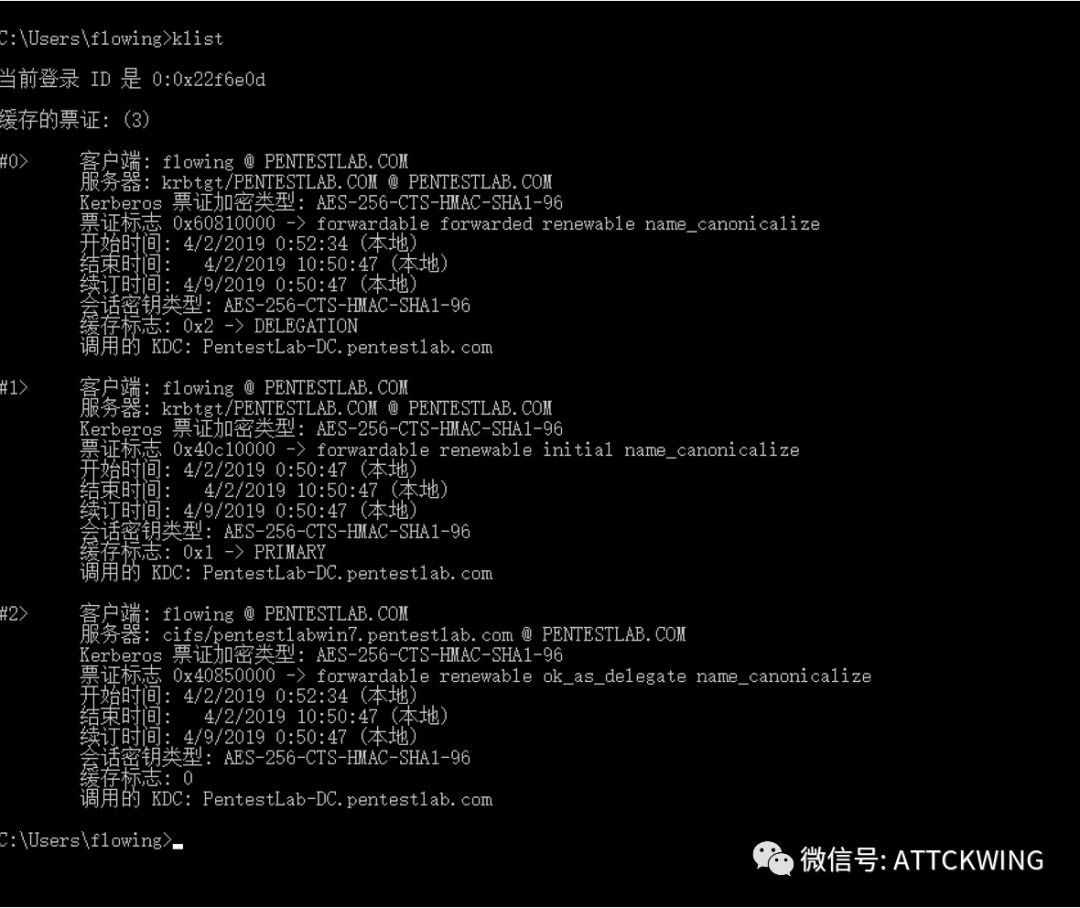 C:\Users\flowing>klist
当前登录 ID 是 0:0x22f6e0d
缓存的票证: (3)
#0> 客户端: flowing @ PENTESTLAB.COM
服务器: krbtgt/PENTESTLAB.COM @ PENTESTLAB.COM
Kerberos 票证加密类型: AES-256-CTS-HMAC-SHA1-96
票证标志 0x60810000 -> forwardable forwarded renewable name_canonicalize
开始时间: 4/2/2019 0:52:34 (本地)
结束时间: 4/2/2019 10:50:47 (本地)
续订时间: 4/9/2019 0:50:47 (本地)
会话密钥类型: AES-256-CTS-HMAC-SHA1-96
缓存标志: 0x2 -> DELEGATION
调用的 KDC: PentestLab-DC.pentestlab.com
#1> 客户端: flowing @ PENTESTLAB.COM
服务器: krbtgt/PENTESTLAB.COM @ PENTESTLAB.COM
Kerberos 票证加密类型: AES-256-CTS-HMAC-SHA1-96
票证标志 0x40c10000 -> forwardable renewable initial name_canonicalize
开始时间: 4/2/2019 0:50:47 (本地)
结束时间: 4/2/2019 10:50:47 (本地)
续订时间: 4/9/2019 0:50:47 (本地)
会话密钥类型: AES-256-CTS-HMAC-SHA1-96
缓存标志: 0x1 -> PRIMARY
调用的 KDC: PentestLab-DC.pentestlab.com
#2> 客户端: flowing @ PENTESTLAB.COM
服务器: cifs/pentestlabwin7.pentestlab.com @ PENTESTLAB.COM
Kerberos 票证加密类型: AES-256-CTS-HMAC-SHA1-96
票证标志 0x40850000 -> forwardable renewable ok_as_delegate name_canonicalize
开始时间: 4/2/2019 0:52:34 (本地)
结束时间: 4/2/2019 10:50:47 (本地)
续订时间: 4/9/2019 0:50:47 (本地)
会话密钥类型: AES-256-CTS-HMAC-SHA1-96
缓存标志: 0
调用的 KDC: PentestLab-DC.pentestlab.com
C:\Users\flowing>_
微信号: ATTCKWING